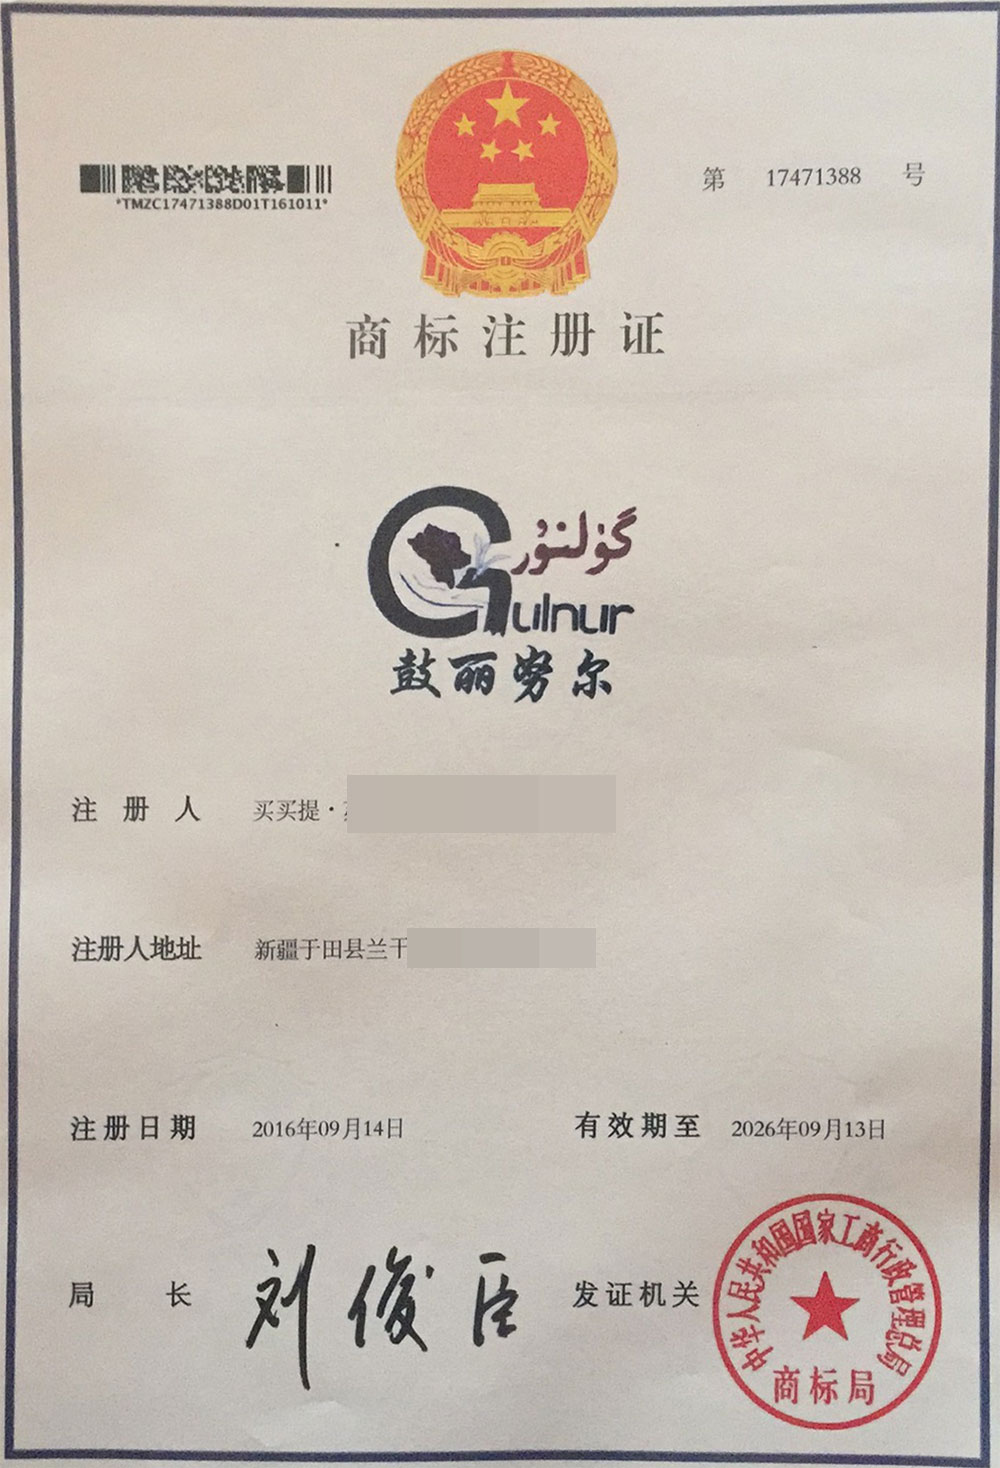 第 17471388 号
*TMZC17471388D01T161011*
商标注册证
گۈلنۇر
Gulnur
鼓丽努尔
注册人 买买提·
注册人地址 新疆于田县兰干
注册日期 2016年09月14日 有效期至 2026年09月13日
局长 刘俊臣 发证机关
中华人民共和国国家工商行政管理总局
商标局